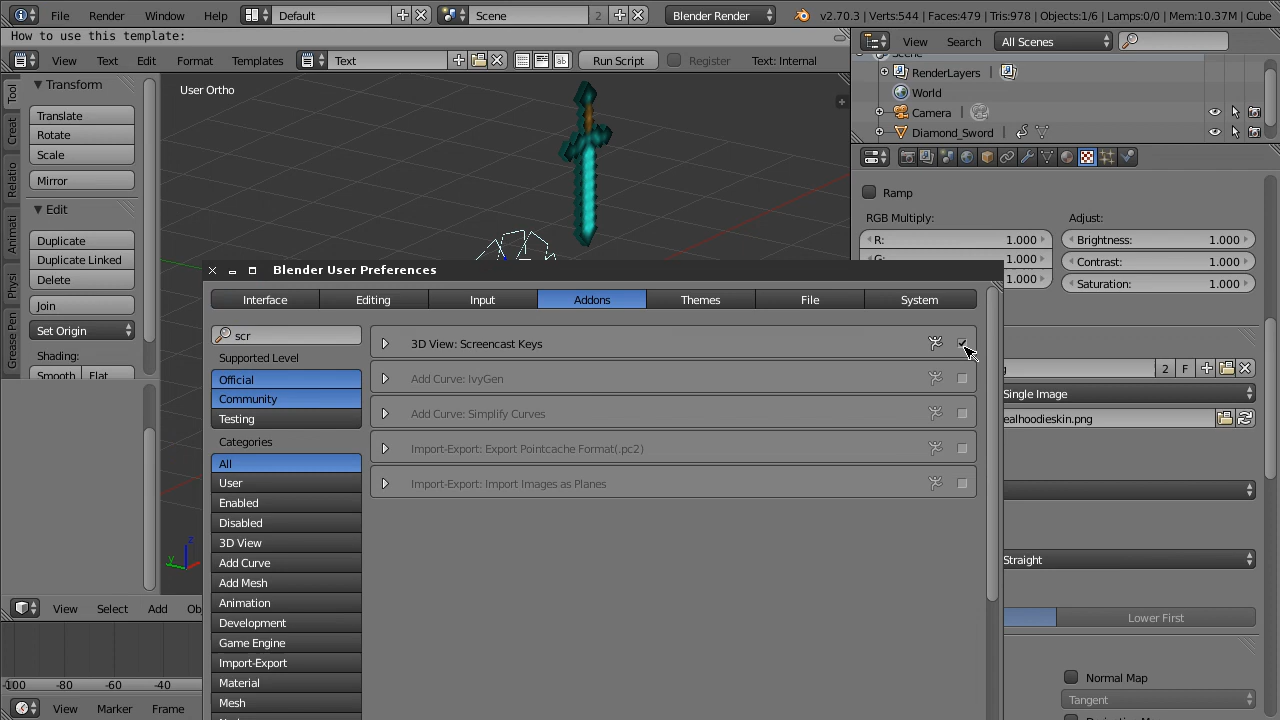 File Render Window Help Default Scene 2 Blender Render v2.70.3 | Verts:544 | Faces:479 | Tris:978 | Objects:1/6 | Lamps:0/0 | Mem:10.37M | Cube
How to use this template:
View Text Edit Format Templates Text Run Script Register Text: Internal
View Search All Scenes
RenderLayers |
World
Camera |
Diamond_Sword |
Tool
Creat
Relatio
Animati
Physi
Grease Pen
Transform
Translate
Rotate
Scale
Mirror
Edit
Duplicate
Duplicate Linked
Delete
Join
Set Origin
Shading:
Smooth Flat
User Ortho
z
y
Ramp
RGB Multiply: Adjust:
R: 1.000 Brightness: 1.000
G: 1.000 Contrast: 1.000
1.000 Saturation: 1.000
Blender User Preferences
Interface Editing Input Addons Themes File System
scr
Supported Level
Official
Community
Testing
Categories
All
User
Enabled
Disabled
3D View
Add Curve
Add Mesh
Animation
Development
Game Engine
Import-Export
Material
Mesh
3D View: Screencast Keys
Add Curve: IvyGen
Add Curve: Simplify Curves
Import-Export: Export Pointcache Format(.pc2)
Import-Export: Import Images as Planes
2 F
Single Image
ealhoodieskin.png
Straight
Lower First
Normal Map
Tangent
View Select Add
-100 -80 -60 -40
View Marker Frame